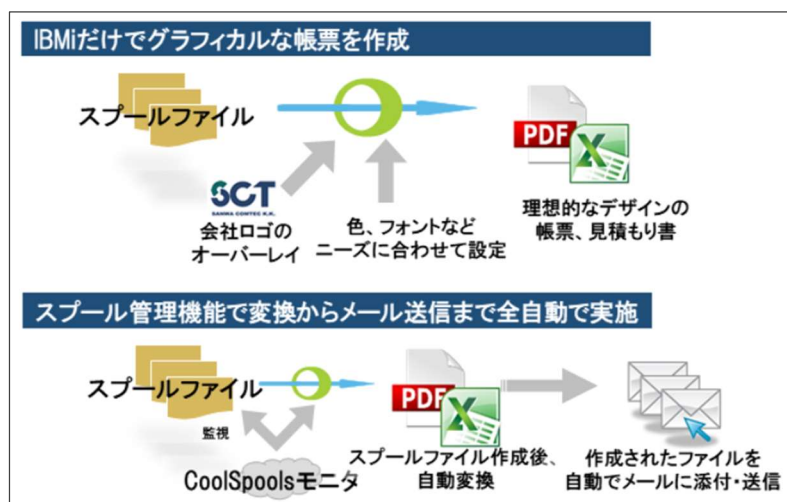 IBMiだけでグラフィカルな帳票を作成
スプールファイル
PDF
X
SCT
SANWA COMTEC K.K.
会社ロゴの
オーバーレイ
色、フォントなど
ニーズに合わせて設定
理想的なデザインの
帳票、見積もり書
スプール管理機能で変換からメール送信まで全自動で実施
スプールファイル
監視
CoolSpoolsモニタ
PDF
X
スプールファイル作成後、
自動変換
作成されたファイルを
自動でメールに添付・送信